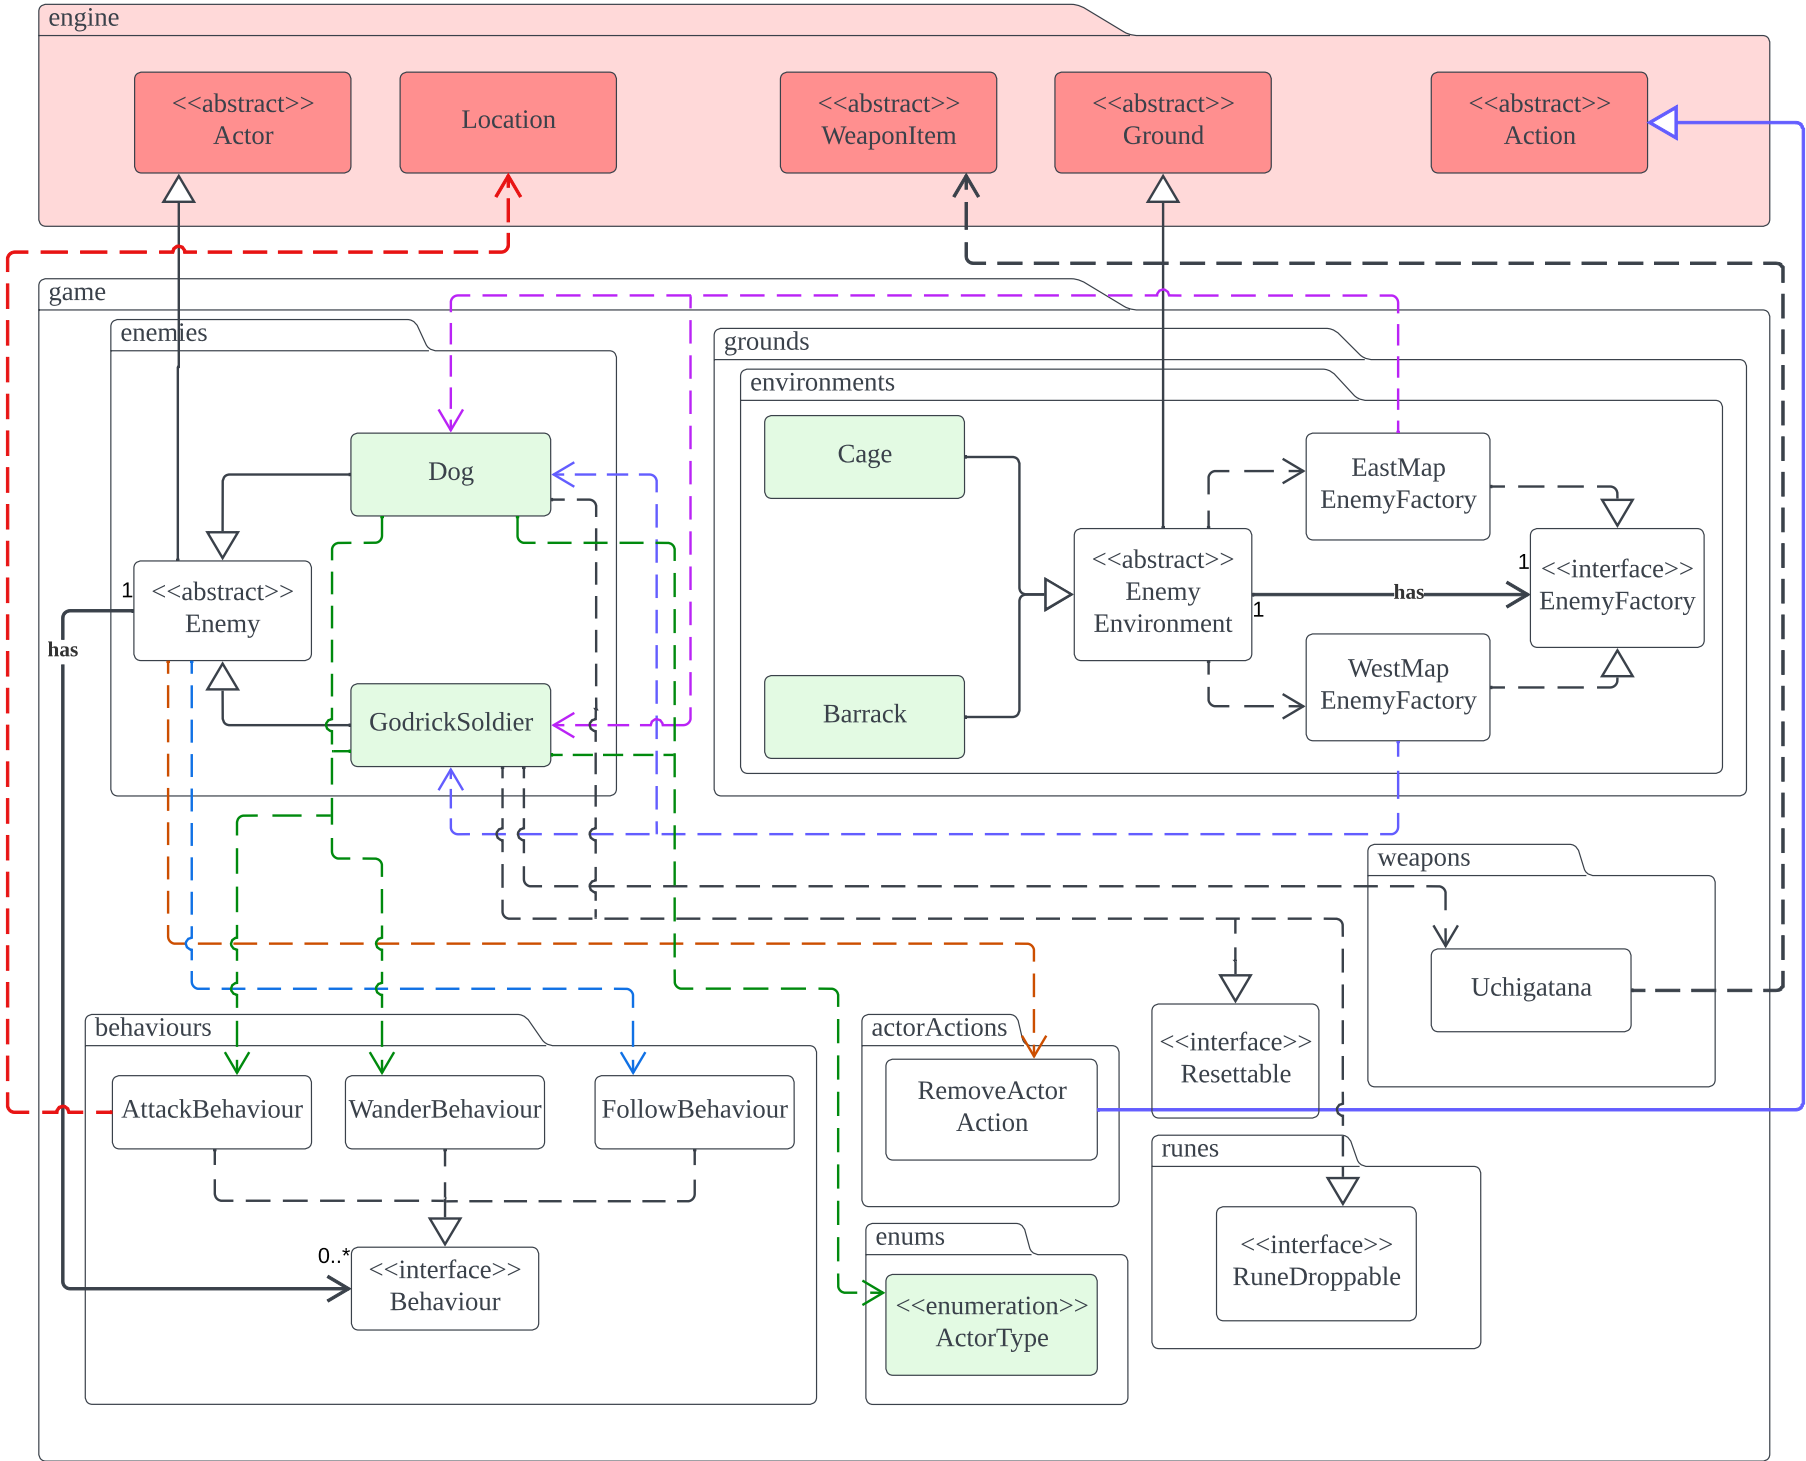 engine
<<abstract>>
Actor
Location
<<abstract>>
WeaponItem
<<abstract>>
Ground
<<abstract>>
Action
game
enemies
grounds
environments
Dog
Cage
EastMap
EnemyFactory
1
<<abstract>>
Enemy
has
<<abstract>>
Enemy
Environment
1
has
1
<<interface>>
EnemyFactory
GodrickSoldier
Barrack
WestMap
EnemyFactory
weapons
Uchigatana
behaviours
AttackBehaviour
WanderBehaviour
FollowBehaviour
0..*
<<interface>>
Behaviour
actorActions
RemoveActor
Action
<<interface>>
Resettable
runes
<<interface>>
RuneDroppable
enums
<<enumeration>>
ActorType